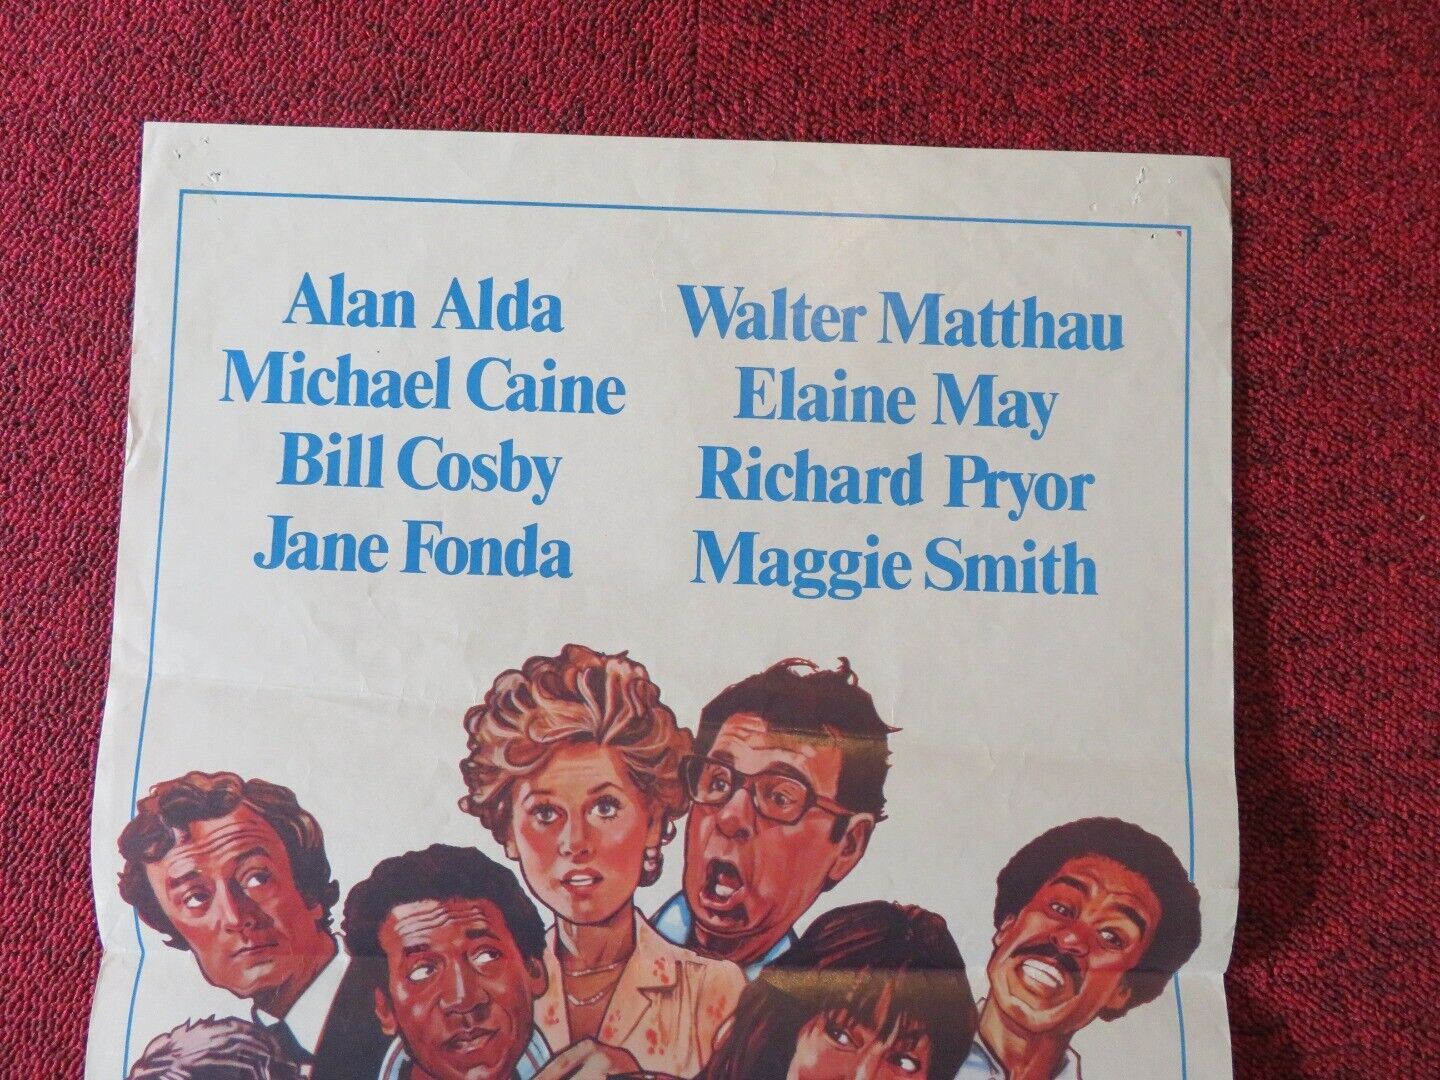 Alan Alda
Michael Caine
Bill Cosby
Jane Fonda
Walter Matthau
Elaine May
Richard Pryor
Maggie Smith